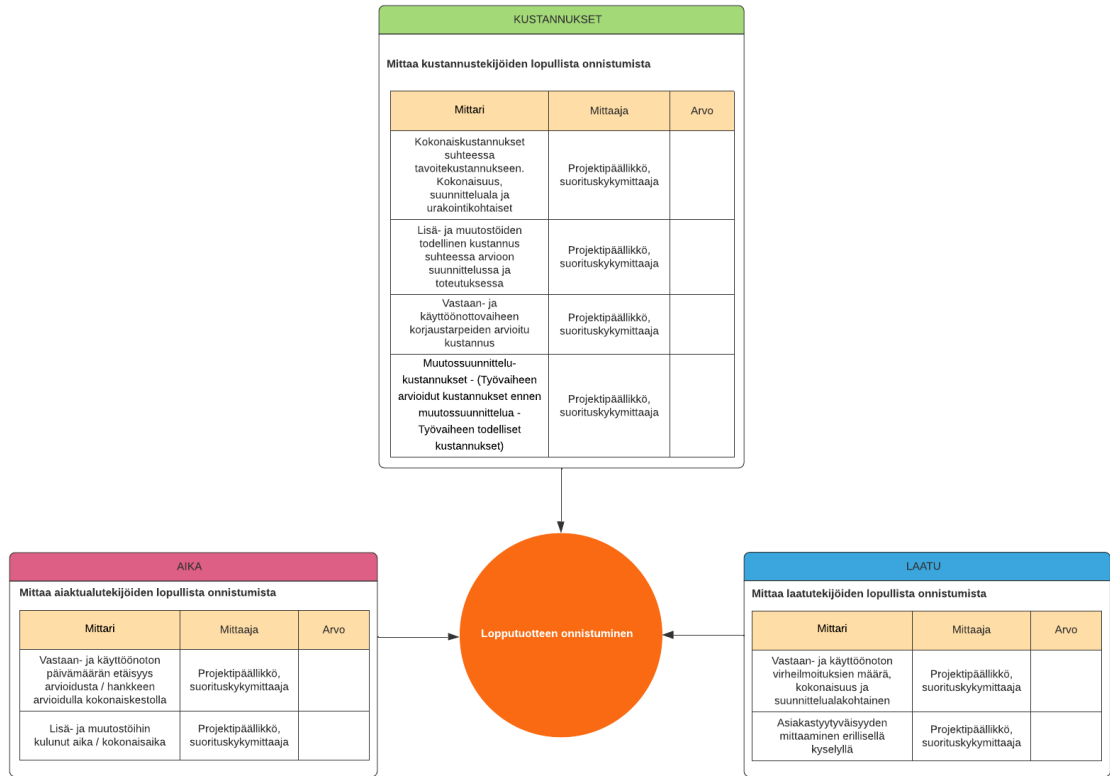 KUSTANNUKSET
Mittaa kustannustekijöiden lopullista onnistumista
Mittari
Mittaaja
Arvo
Kokonaiskustannukset
suhteessa
tavoitekustannukseen.
Kokonaisuus,
suunnitteluala ja
urakointikohtaiset
Projektipäällikkö,
suorituskykymittaaja
Lisä- ja muutostöiden
todellinen kustannus
suhteessa arvioon
suunnittelussa ja
toteutuksessa
Projektipäällikkö,
suorituskykymittaaja
Vastaan- ja
käyttöönottovaiheen
korjaustarpeiden arvioitu
kustannus
Projektipäällikkö,
suorituskykymittaaja
Muutossuunnittelu-
kustannukset - (Työvaiheen
arvioidut kustannukset ennen
muutossuunnittelua -
Työvaiheen todelliset
kustannukset)
Projektipäällikkö,
suorituskykymittaaja
AIKA
Mittaa aiaktualutekijöiden lopullista onnistumista
Mittari
Mittaaja
Arvo
Vastaan- ja käyttöönoton
päivämäärän etäisyys
arvioidusta / hankkeen
arvioidulla kokonaiskestolla
Projektipäällikkö,
suorituskykymittaaja
Lisä- ja muutostöihin
kulunut aika / kokonaisaika
Projektipäällikkö,
suorituskykymittaaja
Lopputuotteen onnistuminen
LAATU
Mittaa laatutekijöiden lopullista onnistumista
Mittari
Mittaaja
Arvo
Vastaan- ja käyttöönoton
virheilmoituksien määrä,
kokonaisuus ja
suunnittelualakohtainen
Projektipäällikkö,
suorituskykymittaaja
Asiakastyytyväisyyden
mittaaminen erillisellä
kyselyllä
Projektipäällikkö,
suorituskykymittaaja